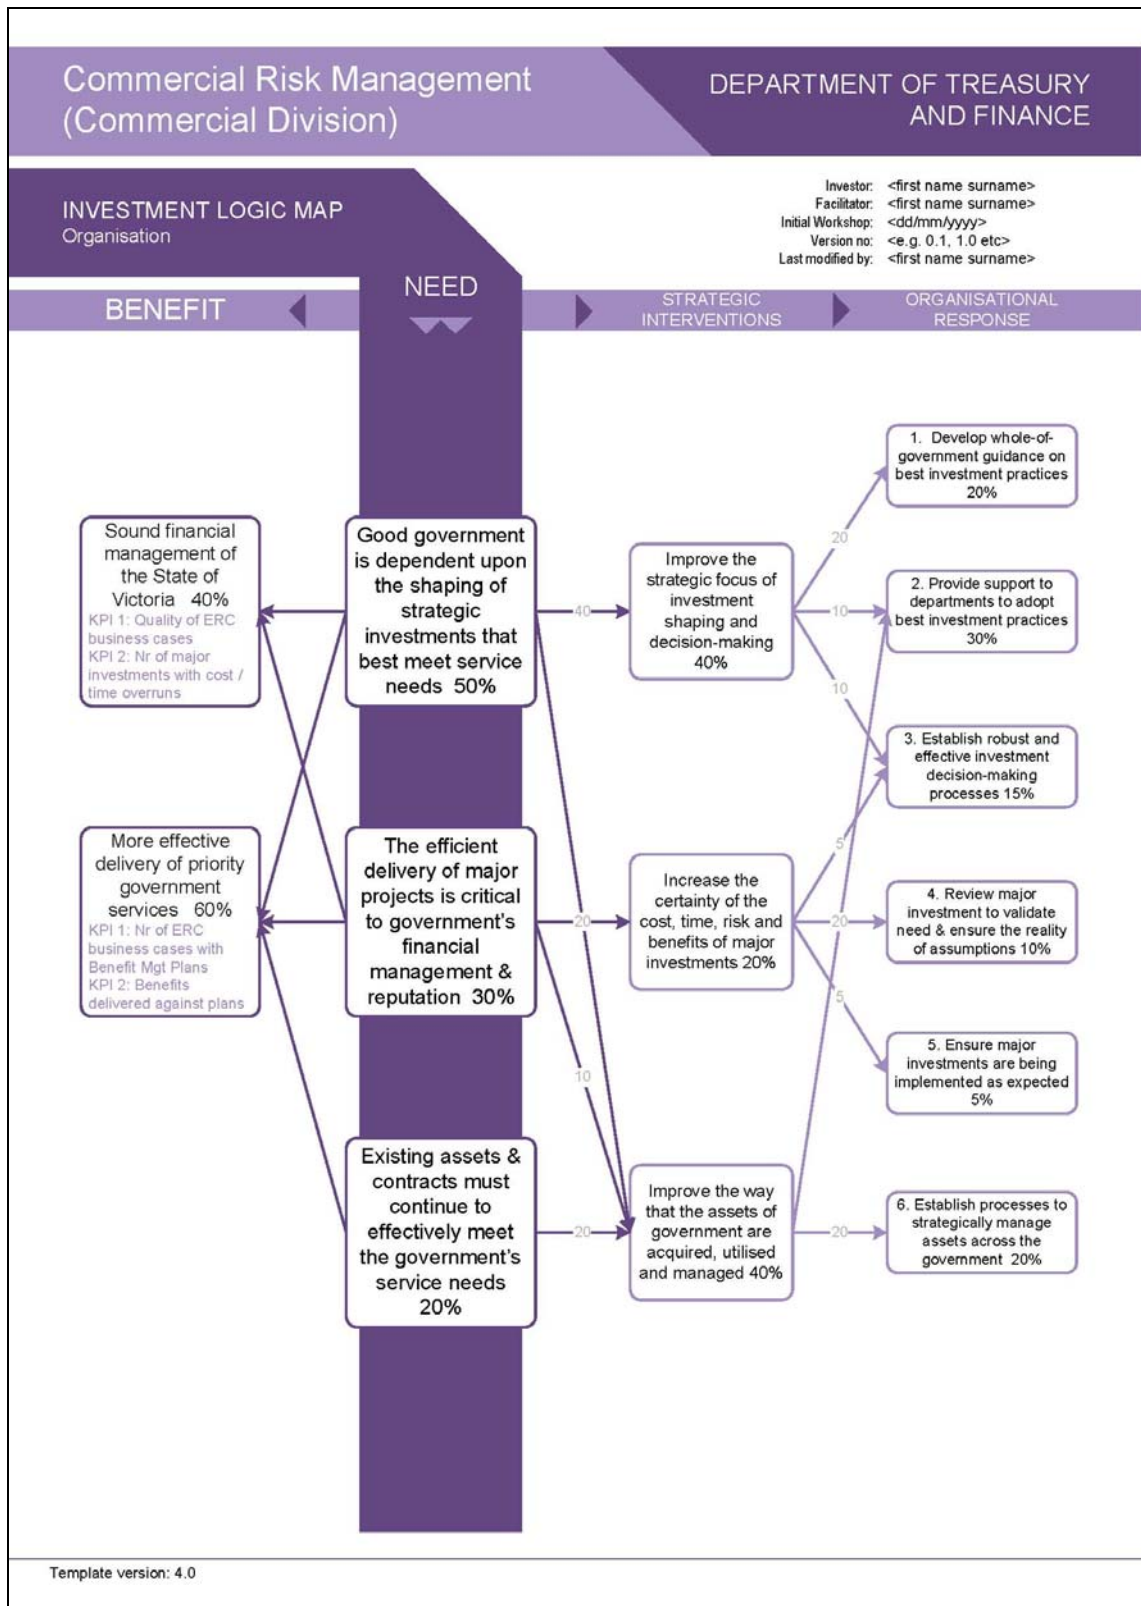 Commercial Risk Management
(Commercial Division)
DEPARTMENT OF TREASURY
AND FINANCE
INVESTMENT LOGIC MAP
Organisation
Investor: <first name surname>
Facilitator: <first name surname>
Initial Workshop: <dd/mm/yyyy>
Version no: <e.g. 0.1, 1.0 etc>
Last modified by: <first name surname>
BENEFIT
NEED
STRATEGIC
INTERVENTIONS
ORGANISATIONAL
RESPONSE
Sound financial
management of
the State of
Victoria 40%
KPI 1: Quality of ERC
business cases
KPI 2: Nr of major
investments with cost /
time overruns
More effective
delivery of priority
government
services 60%
KPI 1: Nr of ERC
business cases with
Benefit Mgt Plans
KPI 2: Benefits
delivered against plans
Good government
is dependent upon
the shaping of
strategic
investments that
best meet service
needs 50%
The efficient
delivery of major
projects is critical
to government's
financial
management &
reputation 30%
Existing assets &
contracts must
continue to
effectively meet
the government's
service needs
20%
40
20
10
20
Improve the
strategic focus of
investment
shaping and
decision-making
40%
Increase the
certainty of the
cost, time, risk and
benefits of major
investments 20%
Improve the way
that the assets of
government are
acquired, utilised
and managed 40%
20
10
10
5
20
5
20
1. Develop whole-of-
government guidance on
best investment practices
20%
2. Provide support to
departments to adopt
best investment practices
30%
3. Establish robust and
effective investment
decision-making
processes 15%
4. Review major
investment to validate
need & ensure the reality
of assumptions 10%
5. Ensure major
investments are being
implemented as expected
5%
6. Establish processes to
strategically manage
assets across the
government 20%
Template version: 4.0